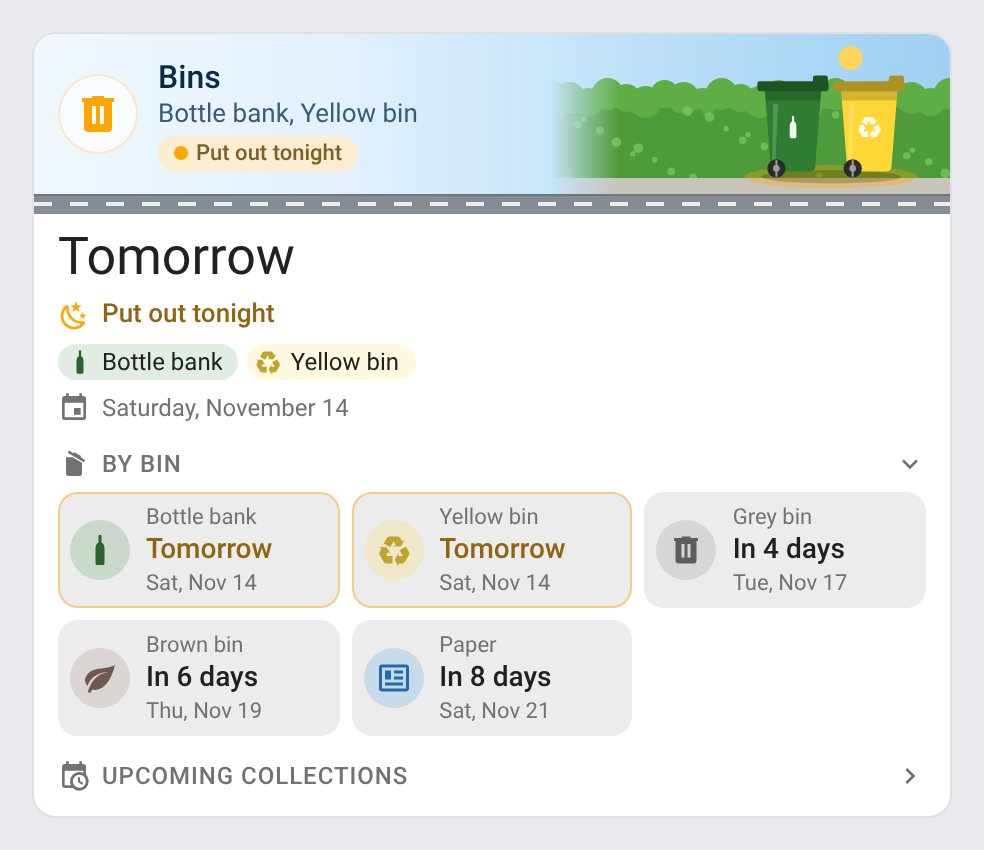 Bins
Bottle bank, Yellow bin
Put out tonight
Tomorrow
Put out tonight
Bottle bank
Yellow bin
Saturday, November 14
BY BIN
Bottle bank
Tomorrow
Sat, Nov 14
Yellow bin
Tomorrow
Sat, Nov 14
Grey bin
In 4 days
Tue, Nov 17
Brown bin
In 6 days
Thu, Nov 19
Paper
In 8 days
Sat, Nov 21
UPCOMING COLLECTIONS